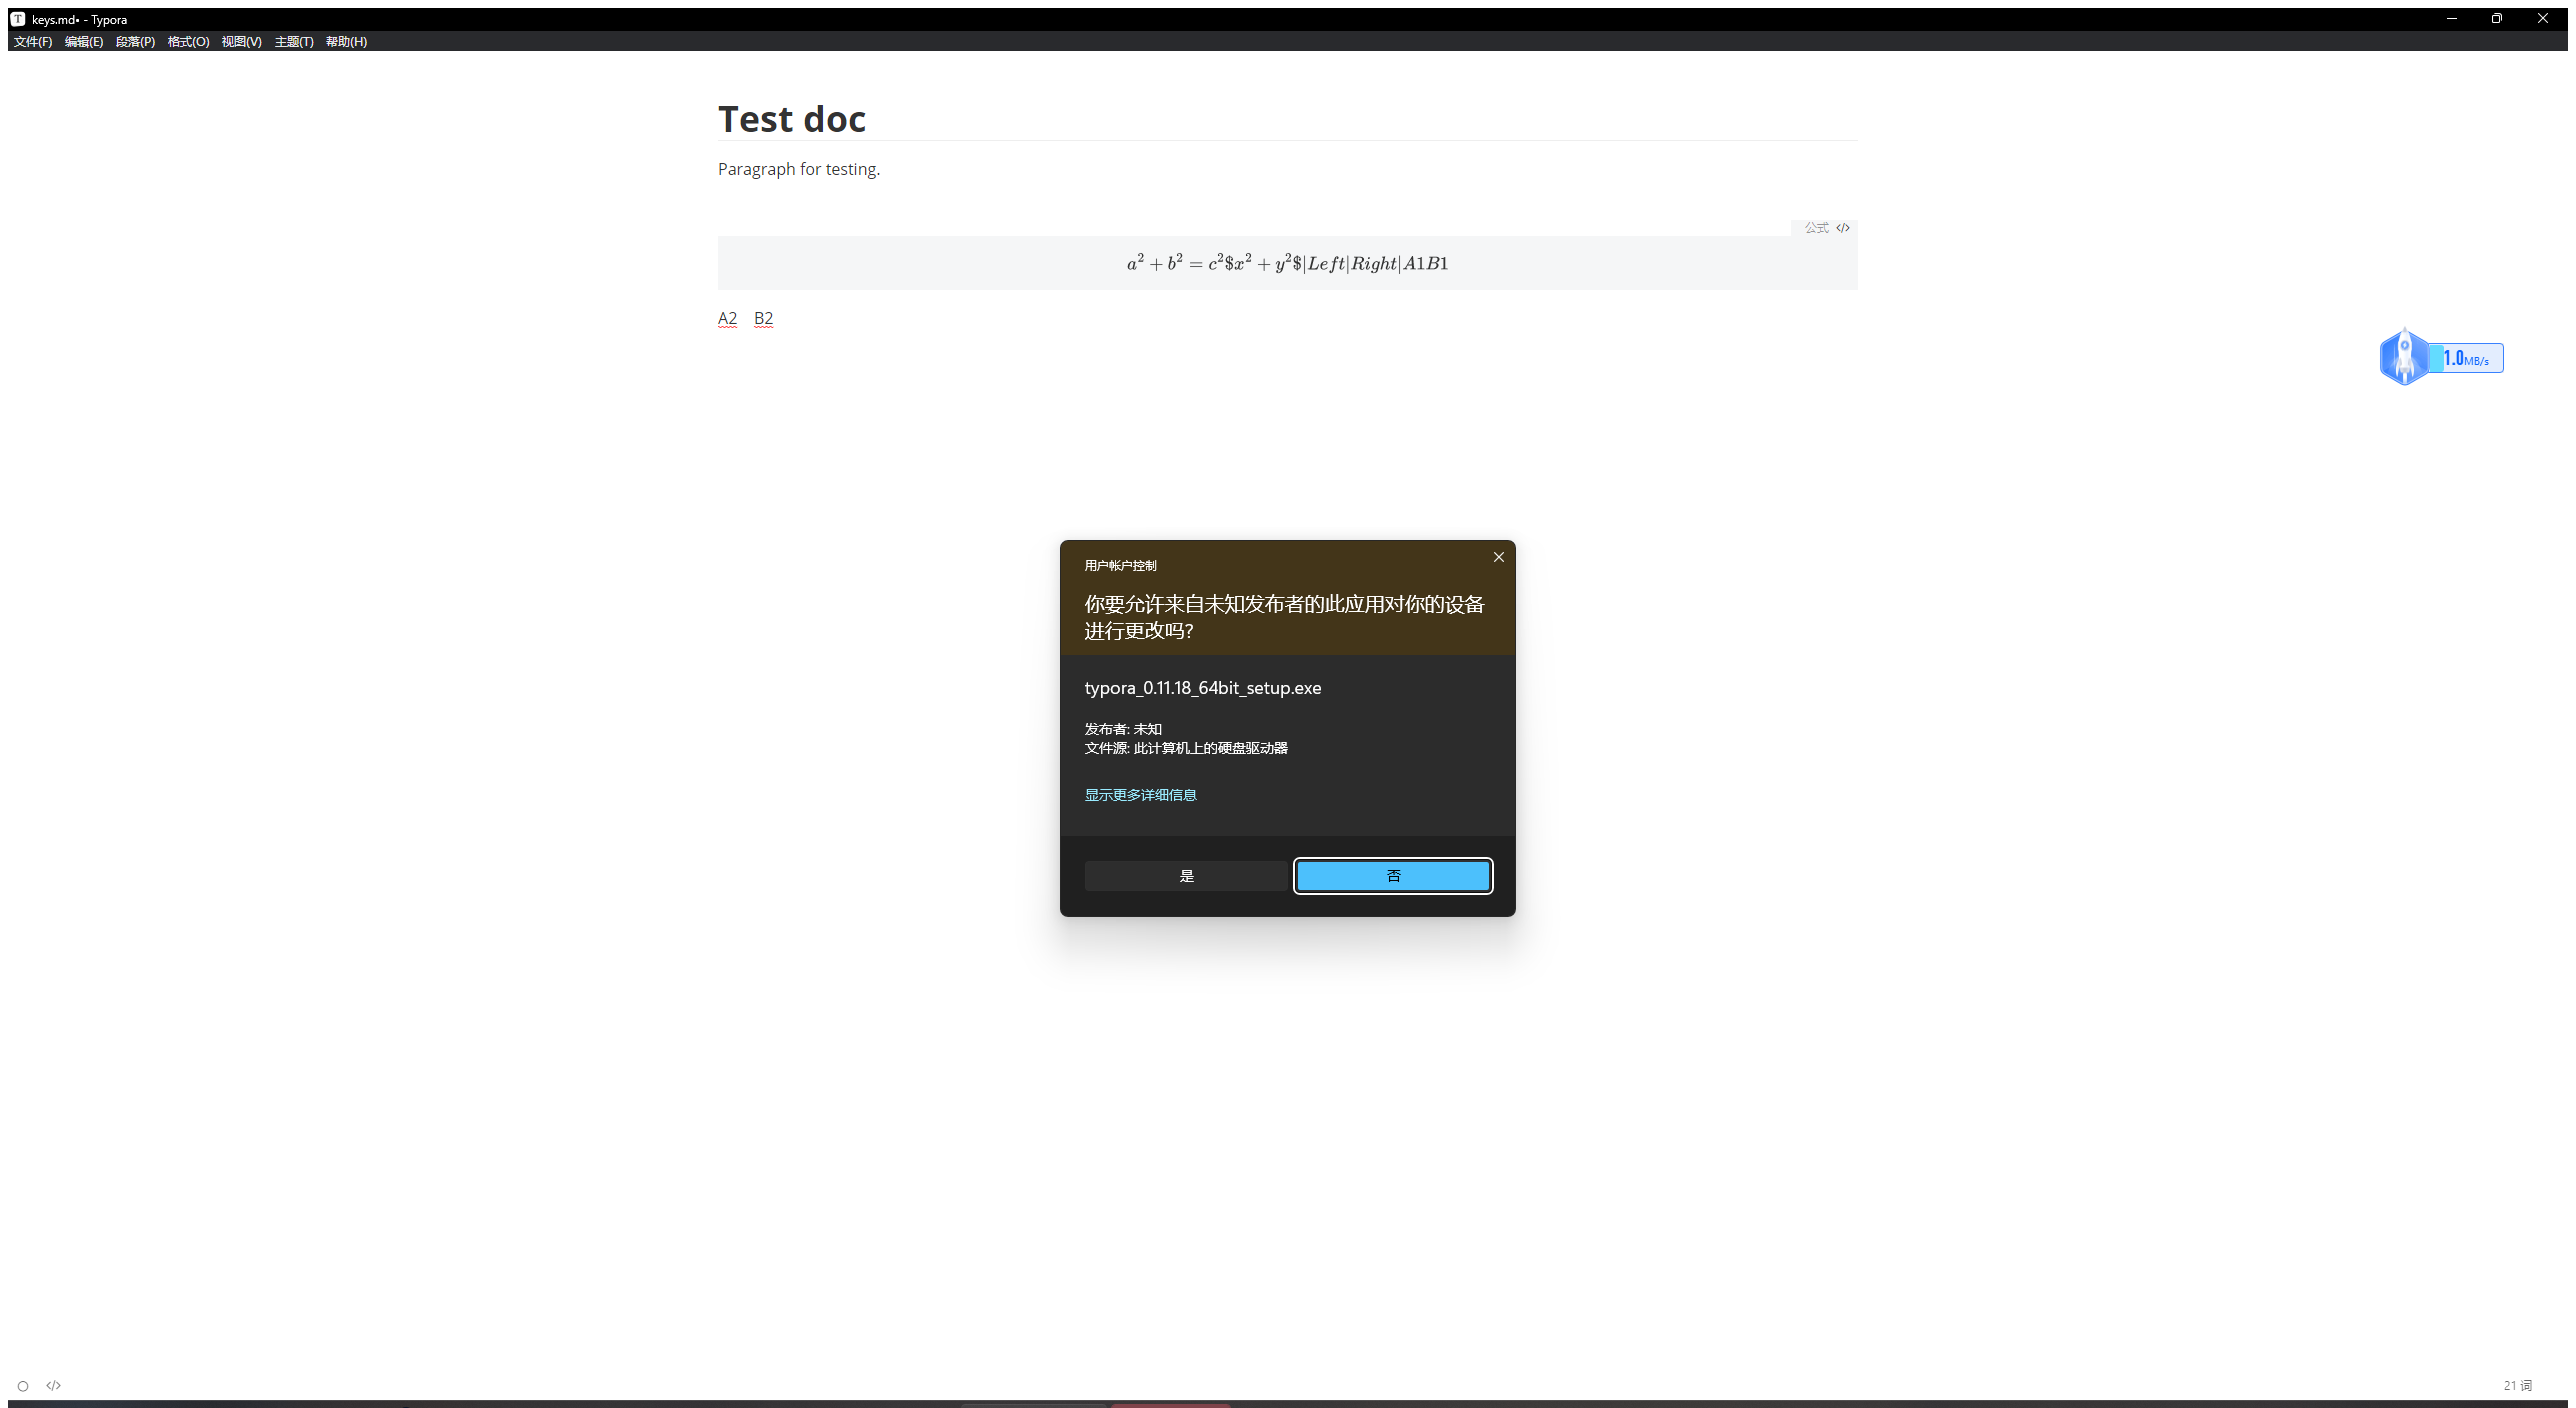 keys.md• - Typora
文件(F) 编辑(E) 段落(P) 格式(O) 视图(V) 主题(T) 帮助(H)
Test doc
Paragraph for testing.
公式 </>
a² + b² = c²$x² + y²$|Left|Right|A1B1
A2 B2
1.0MB/s
用户帐户控制
你要允许来自未知发布者的此应用对你的设备
进行更改吗?
typora_0.11.18_64bit_setup.exe
发布者: 未知
文件源: 此计算机上的硬盘驱动器
显示更多详细信息
是 否
</> 21 词